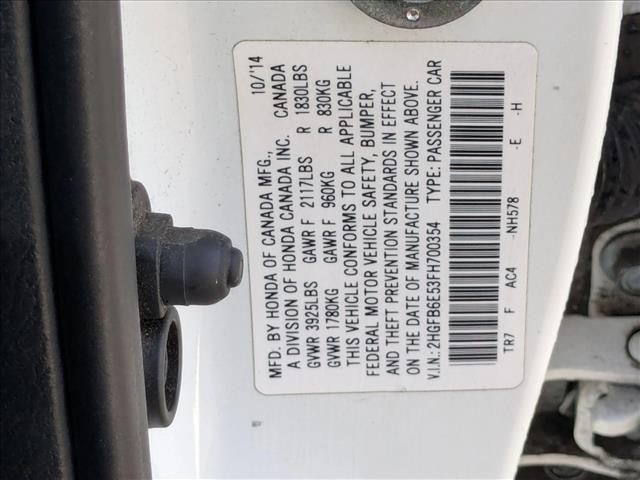 MFD. BY HONDA OF CANADA MFG., 10/'14
A DIVISION OF HONDA CANADA INC. CANADA
GVWR 3925LBS GAWR F 2117LBS R 1830LBS
GVWR 1780KG GAWR F 960KG R 830KG
THIS VEHICLE CONFORMS TO ALL APPLICABLE
FEDERAL MOTOR VEHICLE SAFETY, BUMPER,
AND THEFT PREVENTION STANDARDS IN EFFECT
ON THE DATE OF MANUFACTURE SHOWN ABOVE.
V.I.N.: 2HGFB6E53FH700354 TYPE: PASSENGER CAR
TR7 F AC4 -NH578 -E -H